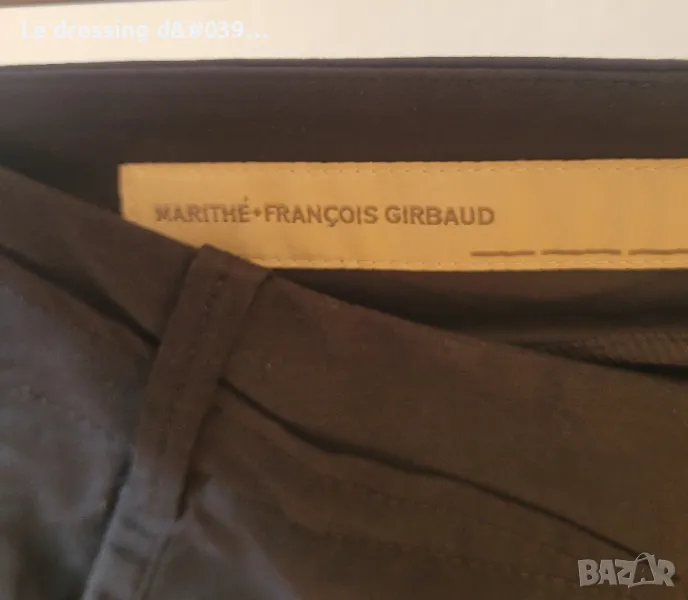 Le dressing d&#039...
MARITHÉ+FRANÇOIS GIRBAUD
BAZAR